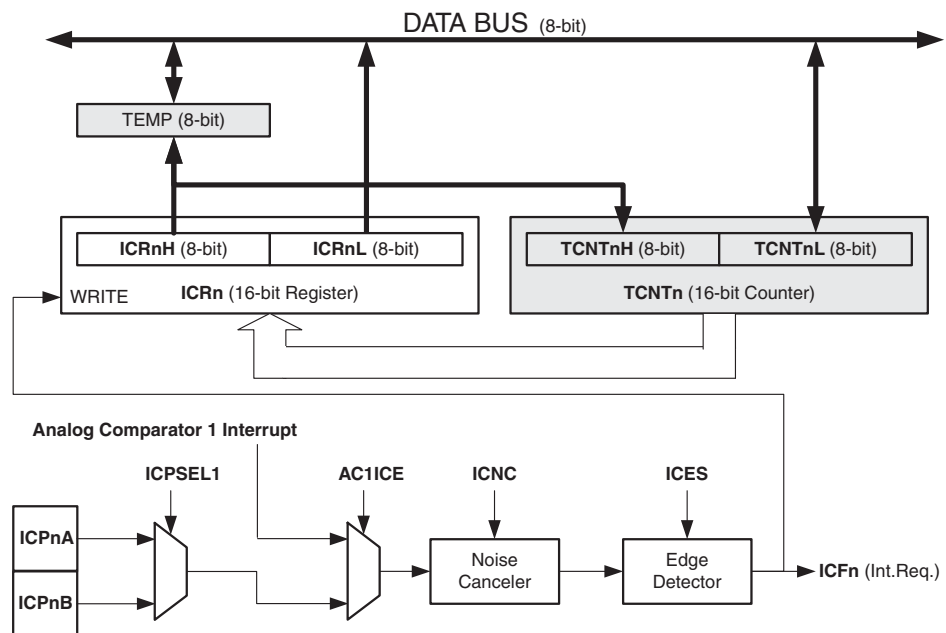 DATA BUS (8-bit)
TEMP (8-bit)
ICRnH (8-bit)
ICRnL (8-bit)
TCNTnH (8-bit)
TCNTnL (8-bit)
WRITE
ICRn (16-bit Register)
TCNTn (16-bit Counter)
Analog Comparator 1 Interrupt
ICPSEL1
AC1ICE
ICNC
ICES
ICPnA
ICPnB
Noise
Canceler
Edge
Detector
ICFn (Int.Req.)